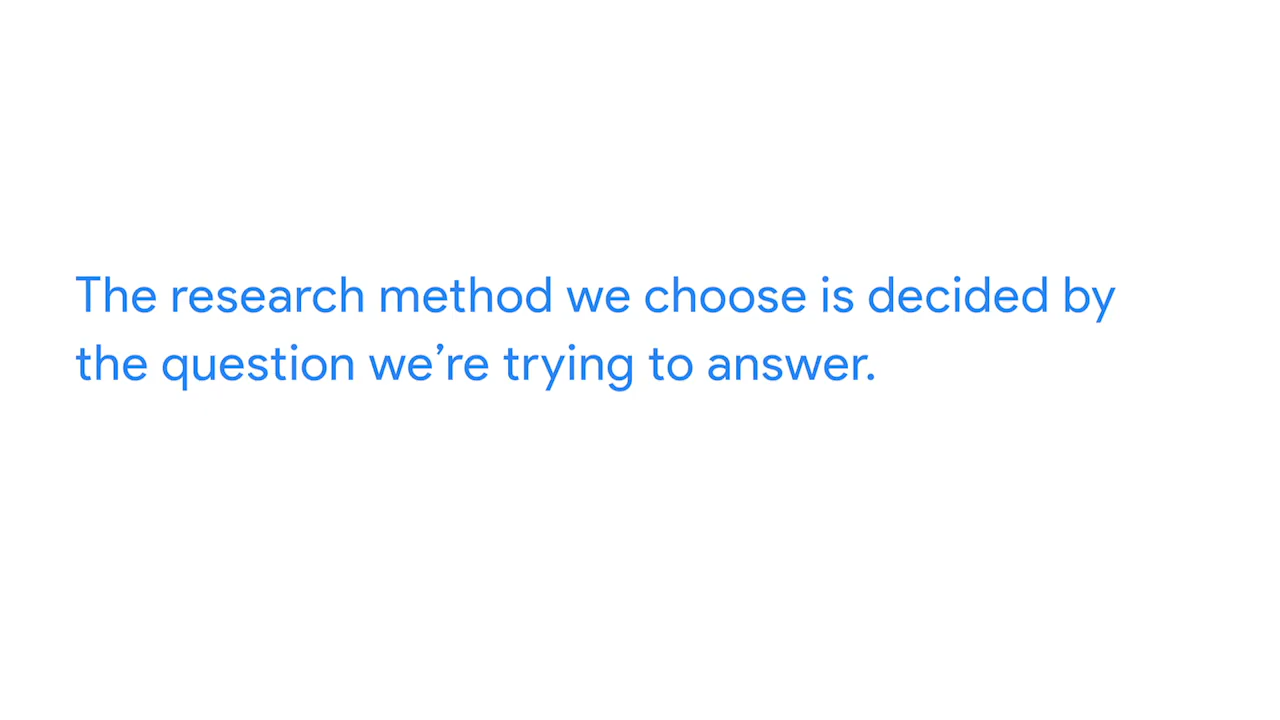 The research method we choose is decided by
the question we’re trying to answer.